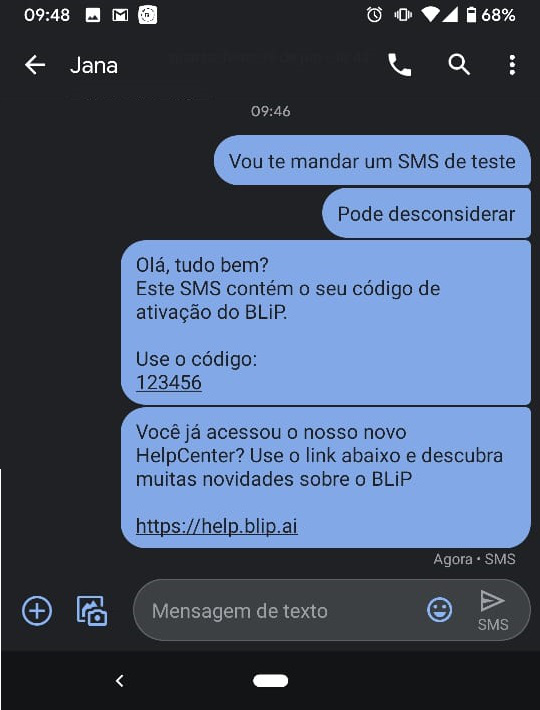 09:48
68%
Jana
09:46
Vou te mandar um SMS de teste
Pode desconsiderar
Olá, tudo bem?
Este SMS contém o seu código de
ativação do BLiP.
Use o código:
123456
Você já acessou o nosso novo
HelpCenter? Use o link abaixo e descubra
muitas novidades sobre o BLiP
https://help.blip.ai
Agora • SMS
Mensagem de texto
SMS